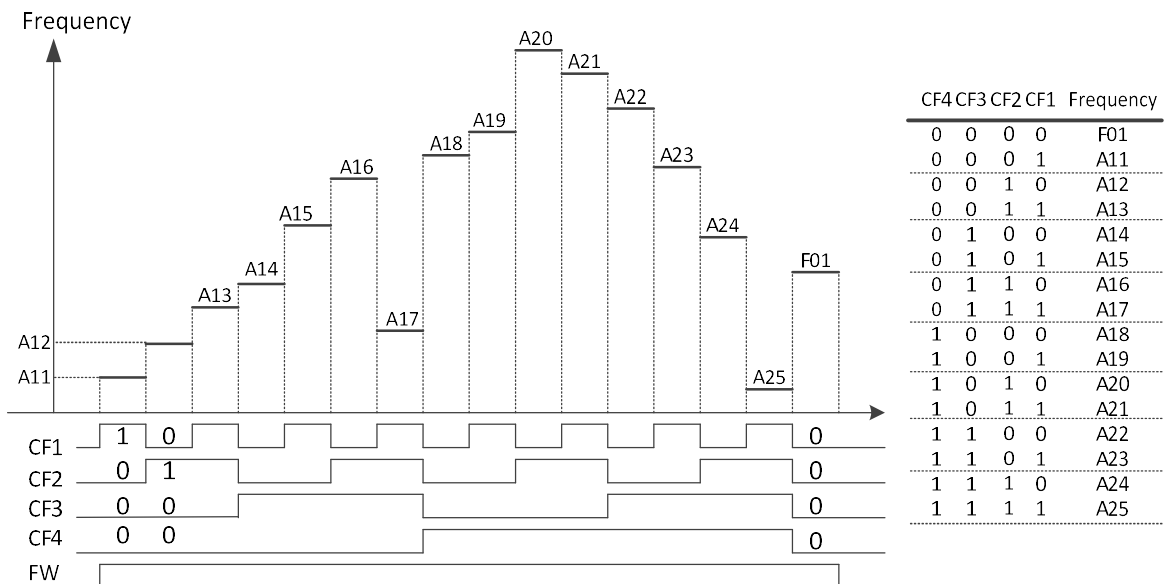 Frequency
A20
A21
A22
A19
A18
A23
A16
A15
A24
A14
F01
A13
A17
A12
A11
A25
CF1 1 0 0
CF2 0 1 0
CF3 0 0 0
CF4 0 0 0
FW
CF4 CF3 CF2 CF1 Frequency
0 0 0 0 F01
0 0 0 1 A11
0 0 1 0 A12
0 0 1 1 A13
0 1 0 0 A14
0 1 0 1 A15
0 1 1 0 A16
0 1 1 1 A17
1 0 0 0 A18
1 0 0 1 A19
1 0 1 0 A20
1 0 1 1 A21
1 1 0 0 A22
1 1 0 1 A23
1 1 1 0 A24
1 1 1 1 A25